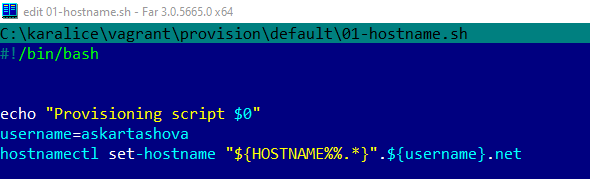 edit 01-hostname.sh - Far 3.0.5665.0 x64
C:\karalice\vagrant\provision\default\01-hostname.sh
#!/bin/bash
echo "Provisioning script $0"
username=askartashova
hostnamectl set-hostname "${HOSTNAME%%.*}".${username}.net